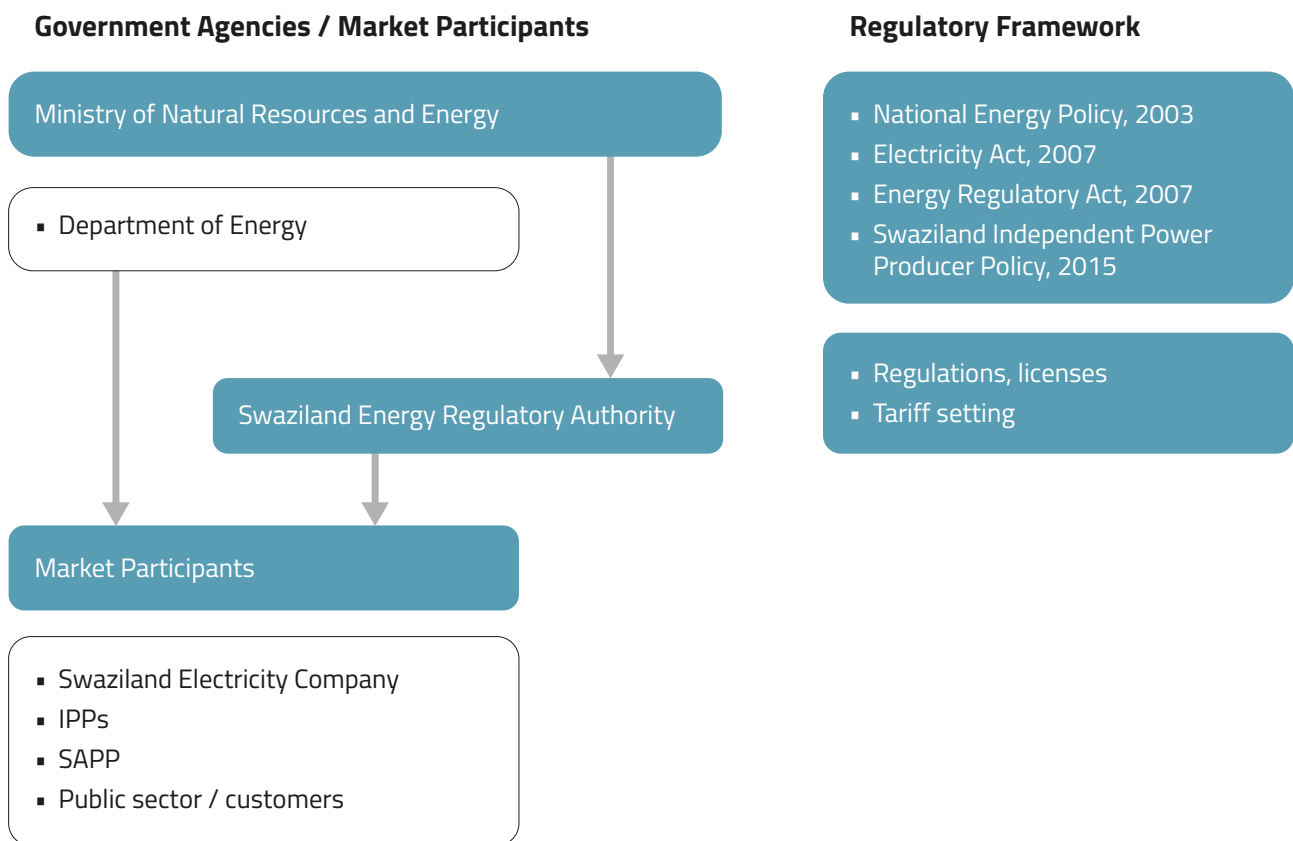 Government Agencies / Market Participants
Ministry of Natural Resources and Energy
▪ Department of Energy
Swaziland Energy Regulatory Authority
Market Participants
▪ Swaziland Electricity Company
▪ IPPs
▪ SAPP
▪ Public sector / customers
Regulatory Framework
▪ National Energy Policy, 2003
▪ Electricity Act, 2007
▪ Energy Regulatory Act, 2007
▪ Swaziland Independent Power
Producer Policy, 2015
▪ Regulations, licenses
▪ Tariff setting